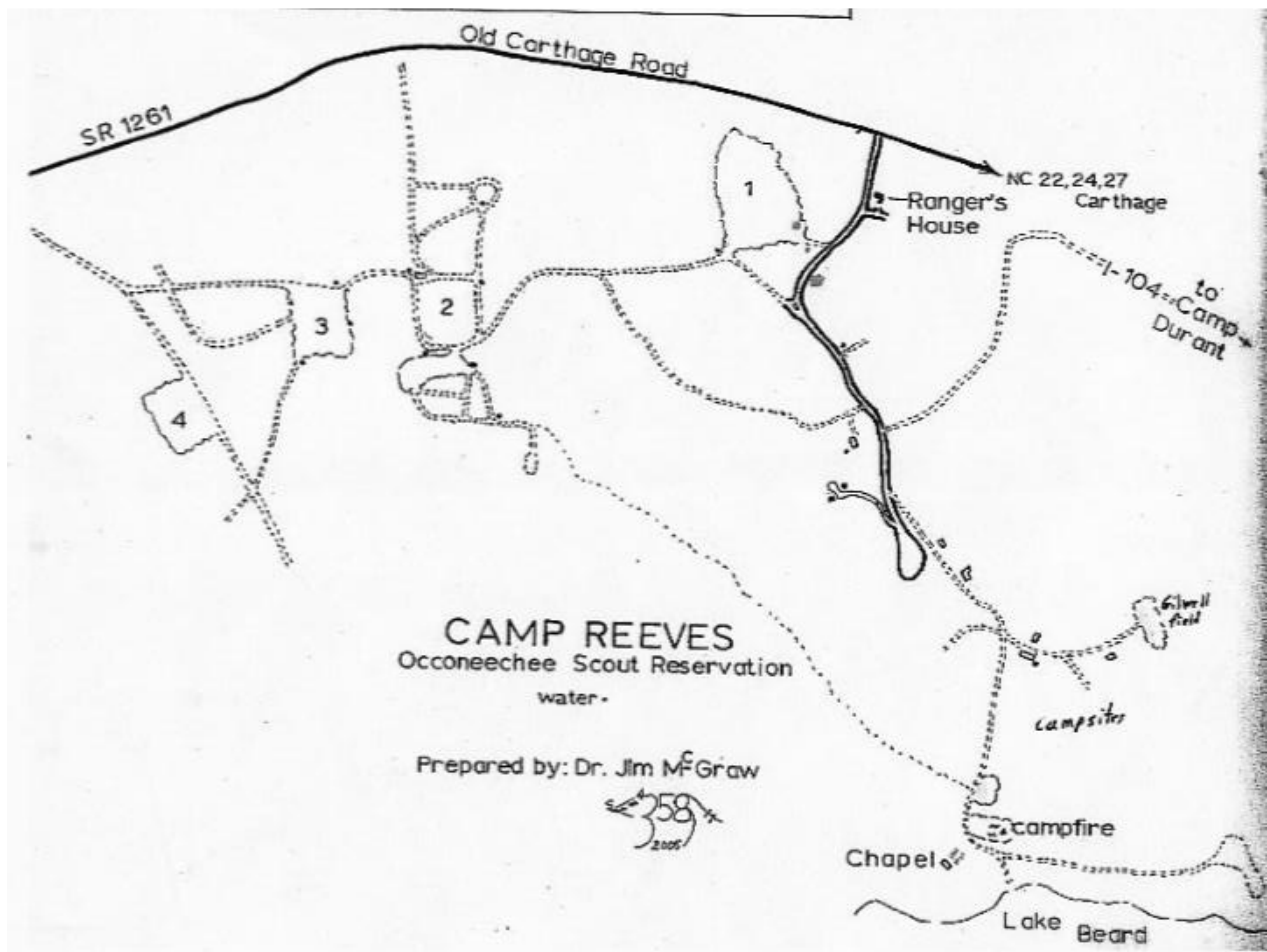 Old Carthage Road
SR 1261
NC 22, 24, 27
Carthage
Ranger's
House
1
2
3
4
I-104
to
Camp
Durant
Gilwell
field
CAMP REEVES
Occoneechee Scout Reservation
water-
campsites
Prepared by: Dr. Jim McGraw
358
2005
campfire
Chapel
Lake Beard